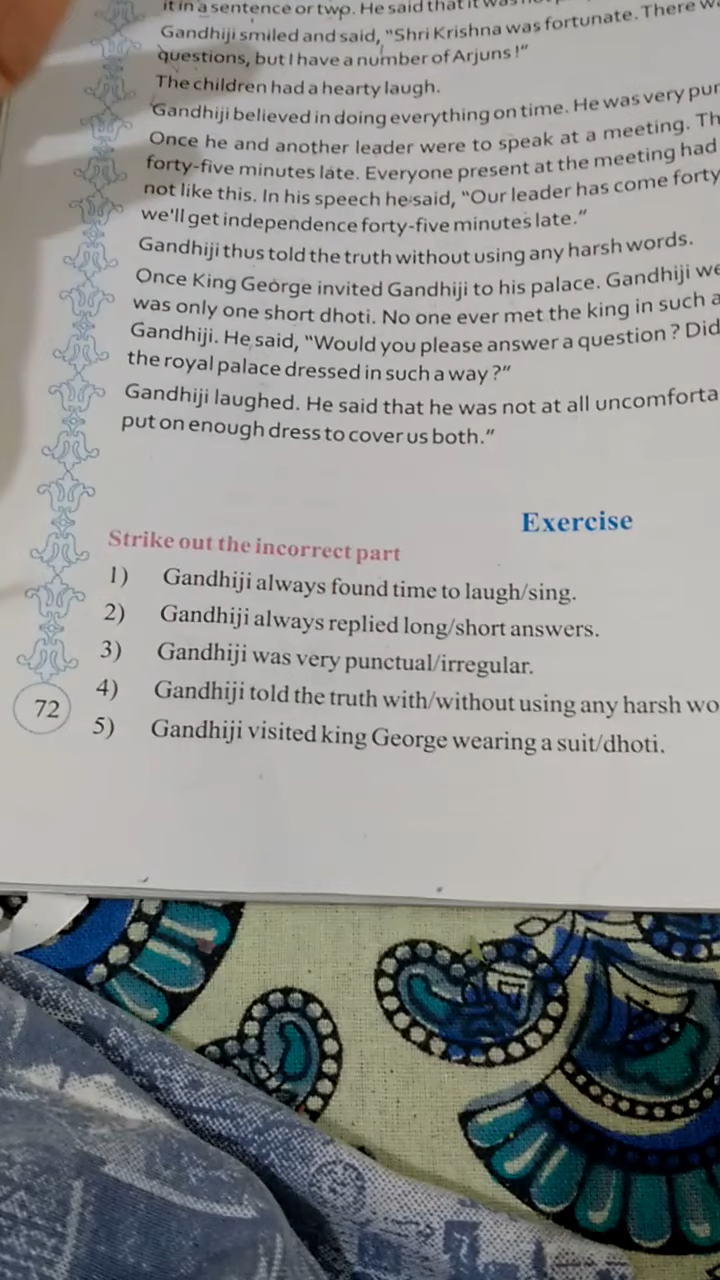 it in a sentence or two. He said that it was
Gandhiji smiled and said, "Shri Krishna was fortunate. There
questions, but I have a number of Arjuns !"
The children had a hearty laugh.
Gandhiji believed in doing everything on time. He was very
Once he and another leader were to speak at a meeting.
forty-five minutes late. Everyone present at the meeting had
not like this. In his speech he said, "Our leader has come forty
we'll get independence forty-five minutes late."
Gandhiji thus told the truth without using any harsh words.
Once King George invited Gandhiji to his palace. Gandhiji
was only one short dhoti. No one ever met the king in such a
Gandhiji. He said, "Would you please answer a question ? Did
the royal palace dressed in such a way ?"
Gandhiji laughed. He said that he was not at all
put on enough dress to cover us both."
Exercise
Strike out the incorrect part
1) Gandhiji always found time to laugh/sing.
2) Gandhiji always replied long/short answers.
3) Gandhiji was very punctual/irregular.
4) Gandhiji told the truth with/without using any harsh
5) Gandhiji visited king George wearing a suit/dhoti.
72